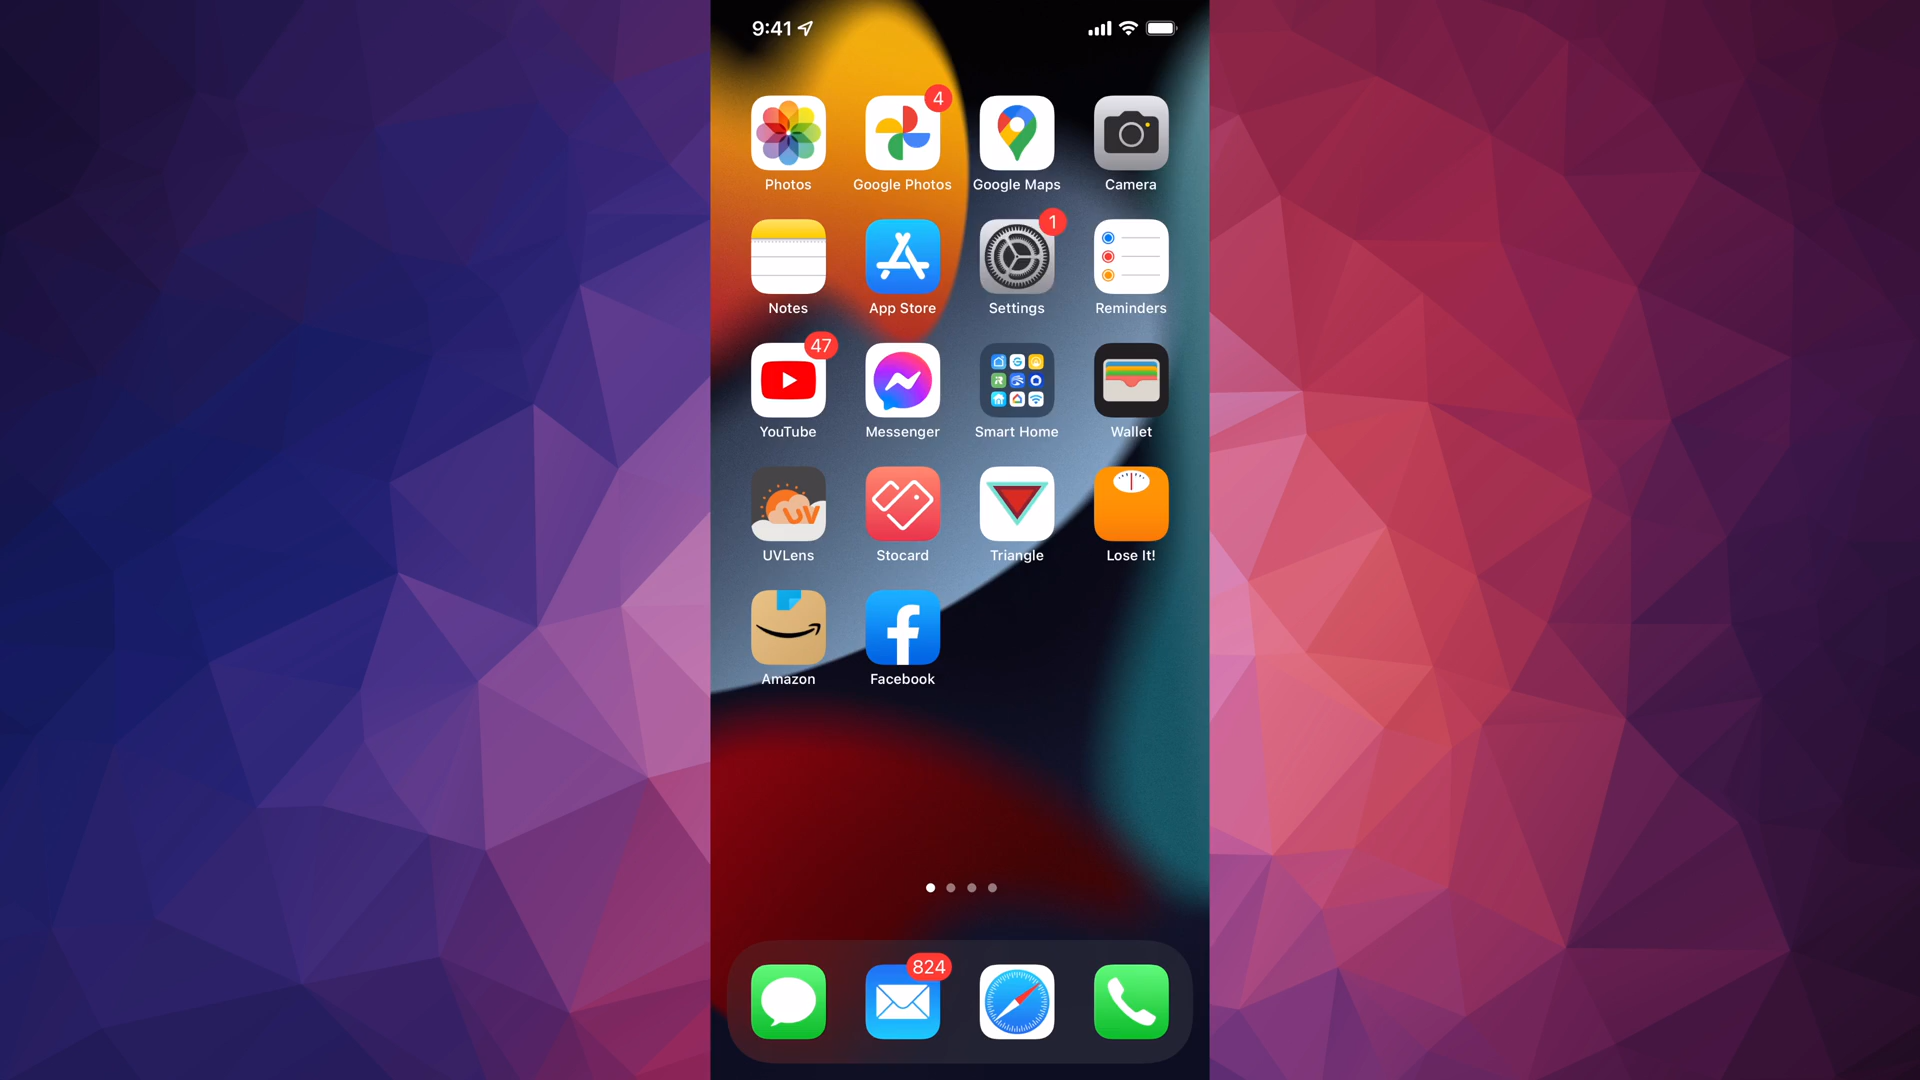 9:41
4
Photos Google Photos Google Maps Camera
1
Notes App Store Settings Reminders
47
YouTube Messenger Smart Home Wallet
UV
UVLens Stocard Triangle Lose It!
Amazon Facebook
824